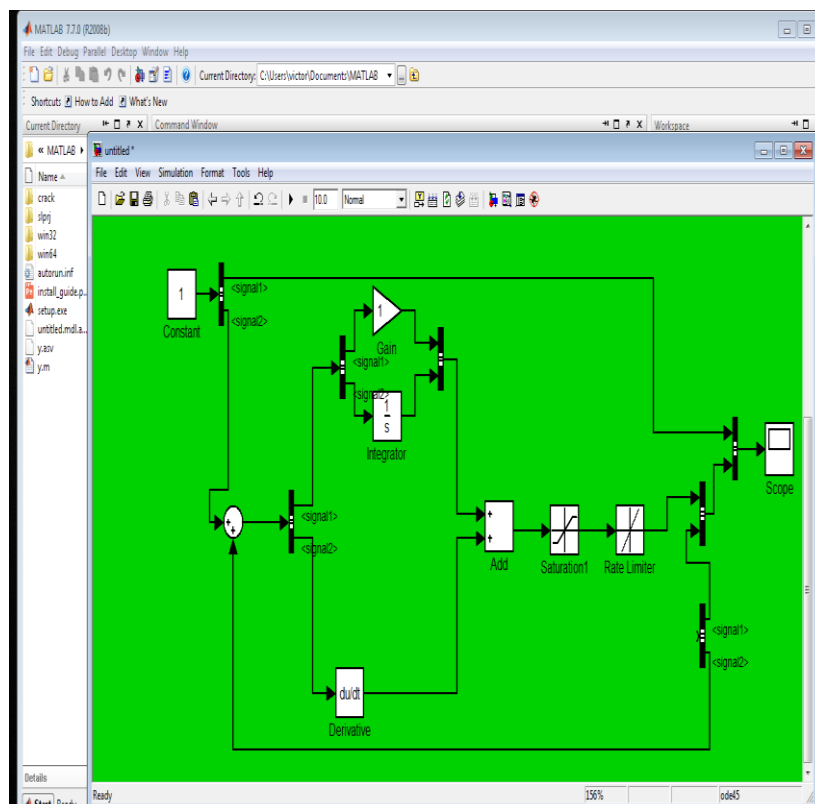 MATLAB 7.7.0 (R2008b)
File Edit Debug Parallel Desktop Window Help
Current Directory: C:\Users\victor\Documents\MATLAB
Shortcuts How to Add What's New
Current Directory Command Window Workspace
« MATLAB
Name
crack
slprj
win32
win64
autorun.inf
install_guide.p...
setup.exe
untitled.mdl.a...
y.asv
y.m
Details
Start Ready
untitled *
File Edit View Simulation Format Tools Help
10.0 Normal
1
Constant
<signal1>
<signal2>
1
Gain
<signal1>
<signal2>
1
s
Integrator
<signal1>
<signal2>
Add
Saturation1
Rate Limiter
Scope
<signal1>
<signal2>
du/dt
Derivative
Ready 156% ode45